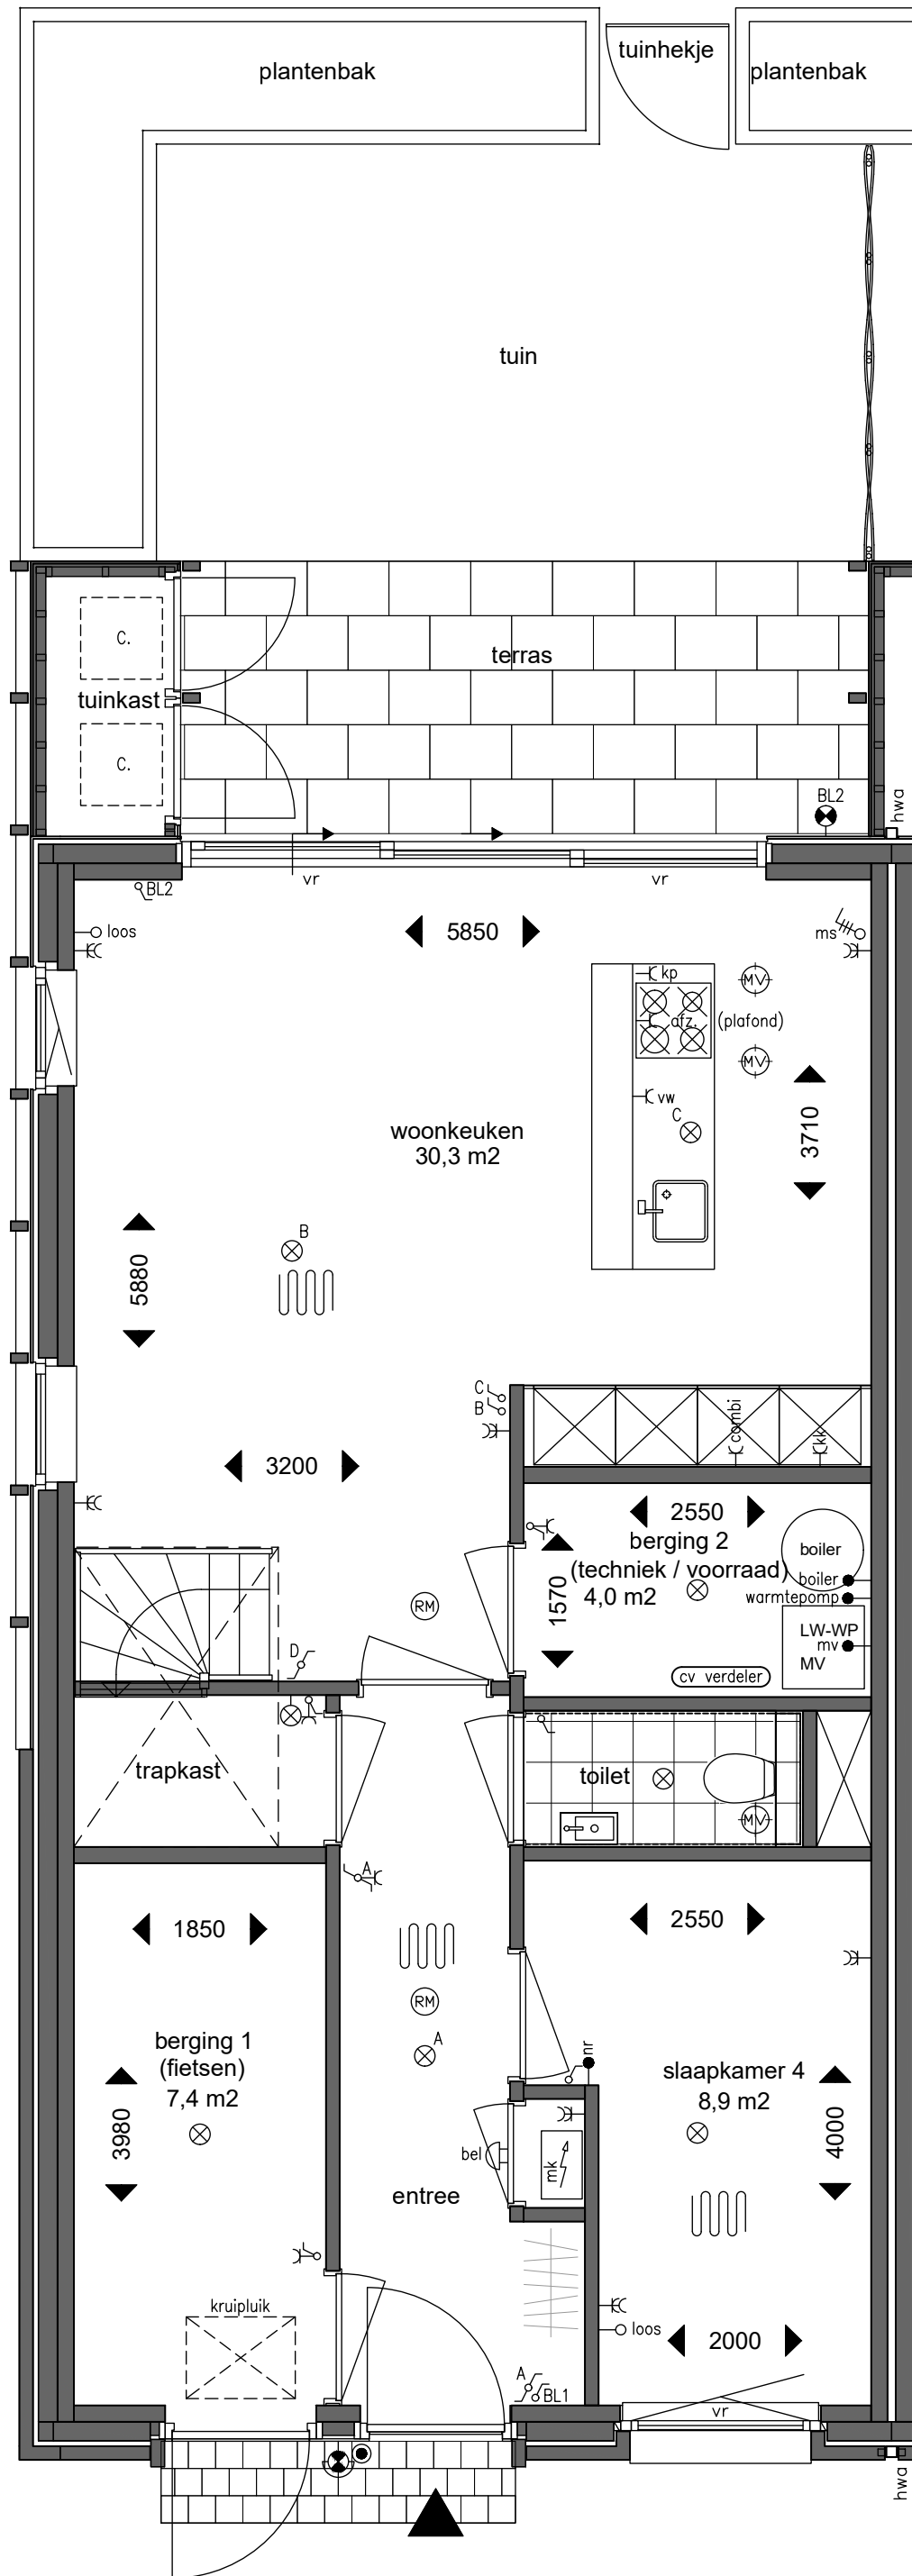 plantenbak
tuinhekje
plantenbak
tuin
C.
terras
tuinkast
C.
BL2
hwa
vr
vr
BL2
loos
5850
ms
kp
MV
afz.
(plafond)
MV
vw
C
3710
woonkeuken
30,3 m2
B
5880
C
B
combi
kk
3200
2550
berging 2
(techniek / voorraad)
4,0 m2
1570
boiler
boiler
warmtepomp
LW-WP
mv
MV
cv verdeler
RM
D
trapkast
toilet
MV
A
1850
2550
RM
A
berging 1
(fietsen)
7,4 m2
3980
nr
slaapkamer 4
8,9 m2
4000
bel
mk
entree
kruipluik
loos
2000
A
BL1
vr
hwa